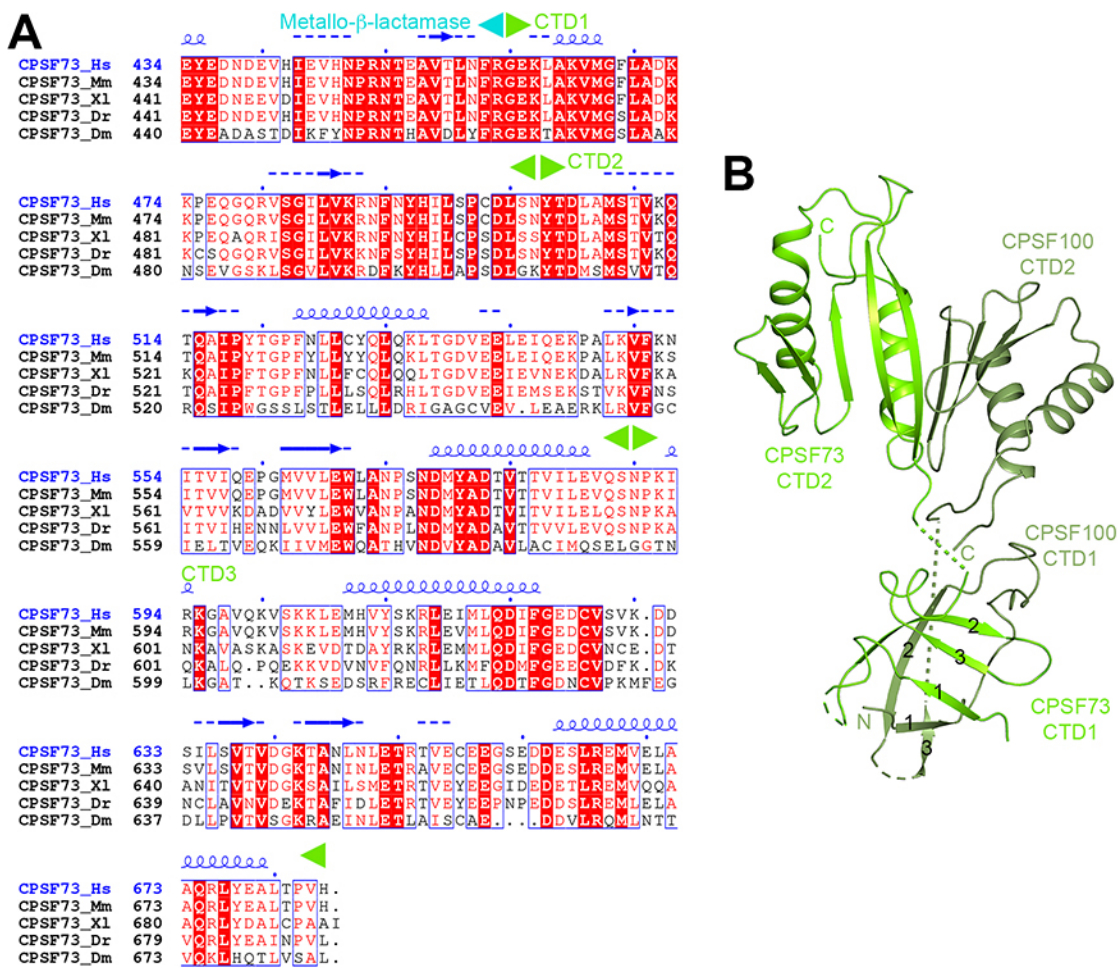 A
Metallo-β-lactamase CTD1
CPSF73_Hs 434 EYEDNDEVHIEVHNPRNTEAVTLNFRGEKLAKVMGFLADK
CPSF73_Mm 434 EYEDNDEVHIEVHNPRNTEAVTLNFRGEKLAKVMGFLADK
CPSF73_Xl 441 EYEDNEEVDIEVHNPRNTEAVTLNFRGEKLAKVMGFLADK
CPSF73_Dr 441 EYEDNDEVHIEVHNPRNTEAVTLNFRGEKLAKVMGSLADK
CPSF73_Dm 440 EYEADASTDIKFYNPRNTHAVDLYFRGEKTAKVMGSLAAK
CTD2
CPSF73_Hs 474 KPEQGQRVSGILVKRNFNYHILSPCDLSNYTDLAMSTVKQ
CPSF73_Mm 474 KPEQGQRVSGILVKRNFNYHILSPCDLSNYTDLAMSTVKQ
CPSF73_Xl 481 KPEQAQRISGILVKRNFNYHILCPSDLSSYTDLAMSTVTQ
CPSF73_Dr 481 KCSQGQRVSGILVKRNFSYHILSPSDLSNYTDLAMSTVKQ
CPSF73_Dm 480 NSEVGSKLSGVLVKRDFKYHLLAPSDLGKYTDMSMSVVTQ
CPSF73_Hs 514 TQAIPYTGPFNLLCYQLQKLTGDVEELEIQEKPALKVFKN
CPSF73_Mm 514 TQAIPYTGPFYLLYYQLQKLTGDVEELEIQEKPALKVFKS
CPSF73_Xl 521 KQAIPFTGPFNLLFCQLQQLTGDVEEIEVNEKDALRVFKN
CPSF73_Dr 521 TQAIPFTGPFPLLLSQLRHLTGDVEEIEMSEKSTVKVFKA
CPSF73_Dm 520 RQSIPWGSSLSTLELLLDRIGAGCVEV.LEAERKLRVFGC
CPSF73_Hs 554 ITVIQEPGMVVLEWLANPSNDMYADTVTTVILEVQSNPKI
CPSF73_Mm 554 ITVVQEPGMVVLEWLANPSNDMYADTVTTVILEVQSNPKI
CPSF73_Xl 561 VTVVKDADVVYLEWVANPANDMYADTVITVILELQSNPKA
CPSF73_Dr 561 ITVIHENNLVVLEWFANPLNDMYADAVTTVVLEVQSNPKA
CPSF73_Dm 559 IELTVEQKIIVMEWQATHVNDVYADAVLACIMQSELGGTN
CTD3
CPSF73_Hs 594 RKGAVQKVSKKLEMHVYSKRLEIMLQDIFGEDCVSVK.DD
CPSF73_Mm 594 RKGAVQKVSKKLEMHVYSKRLEVMLQDIFGEDCVSVK.DD
CPSF73_Xl 601 NKAVASKASKKVDTDVYRKRLEIMLQDIFGEDCVNCE.DT
CPSF73_Dr 601 QKALQ.PQEKKVDVNVFQNRLLKMFQDMFGEECVDFK.DK
CPSF73_Dm 599 LKGAT..KQTKSEDSRFRECLIETLQDTFGDNCVPKMFEG
CPSF73_Hs 633 SILSVTVDGKTANLNLETRTVECEEGSEDDESLREMVELA
CPSF73_Mm 633 SVLSVTVDGKTANINLETRAVECEEGSEDDESLREMVELA
CPSF73_Xl 640 ANITVTVDGKSAILSMETRTVEYEEGIDEDETLREMVQQA
CPSF73_Dr 639 NCLAVNVDEKTAFIDLETRTVEYEEPNPEDDSLREMLELA
CPSF73_Dm 637 DLLPVTVSGKRAEINLETLAISCAE...DDVLRQMLNTT
CPSF73_Hs 673 AQRLYEALTPVH.
CPSF73_Mm 673 AQRLYEALTPVH.
CPSF73_Xl 680 AQRLYDALCPAAI
CPSF73_Dr 679 VQRLYEAINPVL.
CPSF73_Dm 673 VQKLHQTLVSAL.
B
C
CPSF100
CTD2
CPSF73
CTD2
C
CPSF100
CTD1
2
2
3
1
N
1
3
CPSF73
CTD1